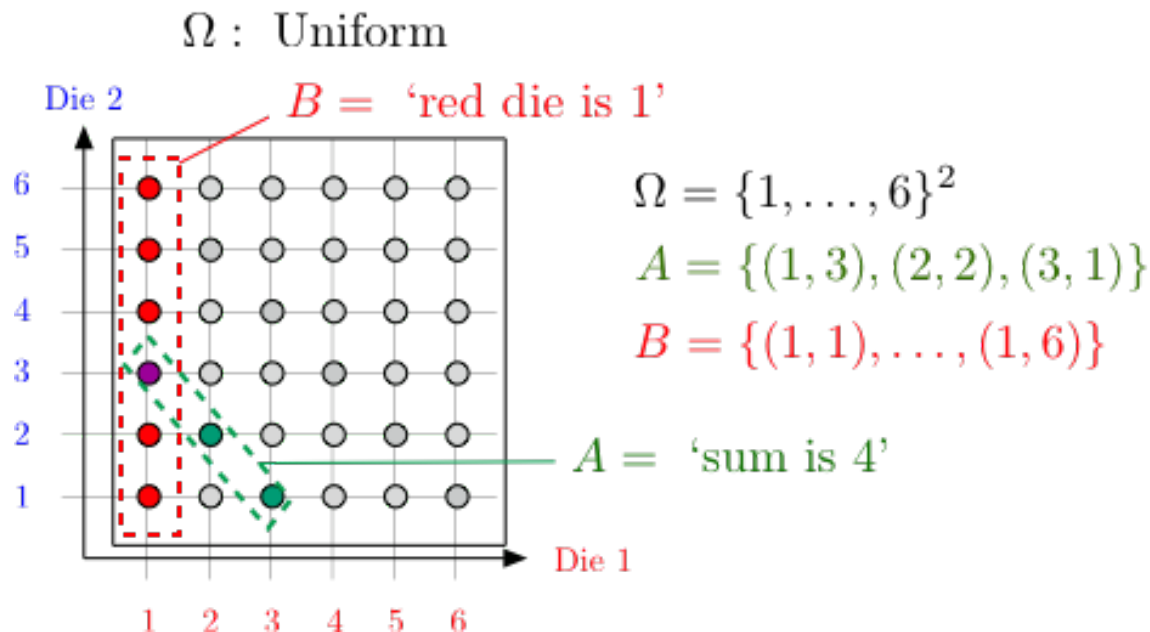 Ω : Uniform
Die 2
B = ‘red die is 1’
6
5
4
3
2
1
Ω = {1, . . . , 6}²
A = {(1, 3), (2, 2), (3, 1)}
B = {(1, 1), . . . , (1, 6)}
A = ‘sum is 4’
Die 1
1 2 3 4 5 6